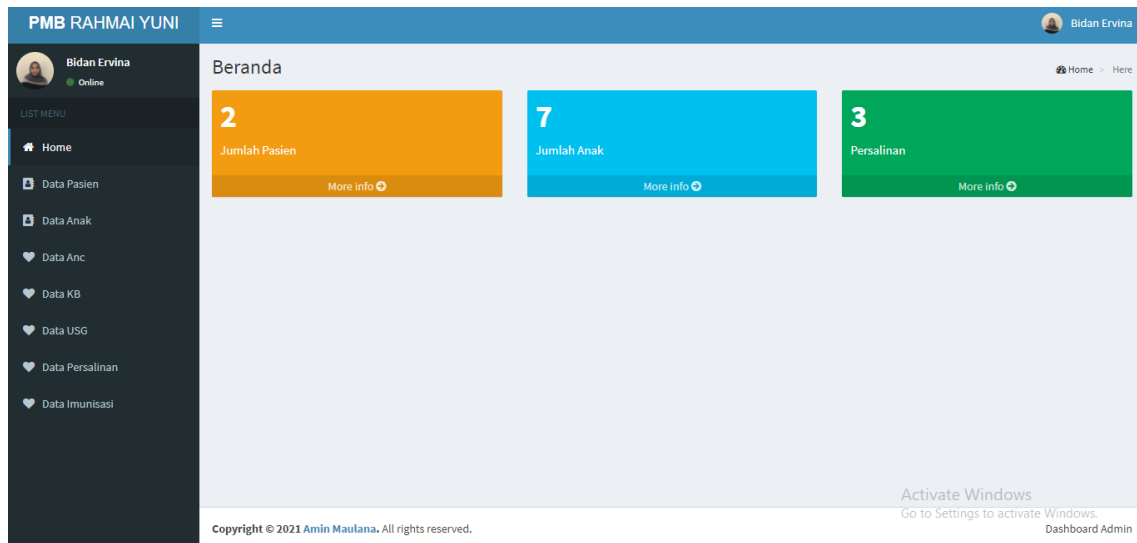 PMB RAHMAI YUNI
Bidan Ervina
Bidan Ervina
Online
LIST MENU
Home
Data Pasien
Data Anak
Data Anc
Data KB
Data USG
Data Persalinan
Data Imunisasi
Beranda
Home > Here
2
Jumlah Pasien
More info
7
Jumlah Anak
More info
3
Persalinan
More info
Activate Windows
Go to Settings to activate Windows.
Copyright © 2021 Amin Maulana. All rights reserved.
Dashboard Admin